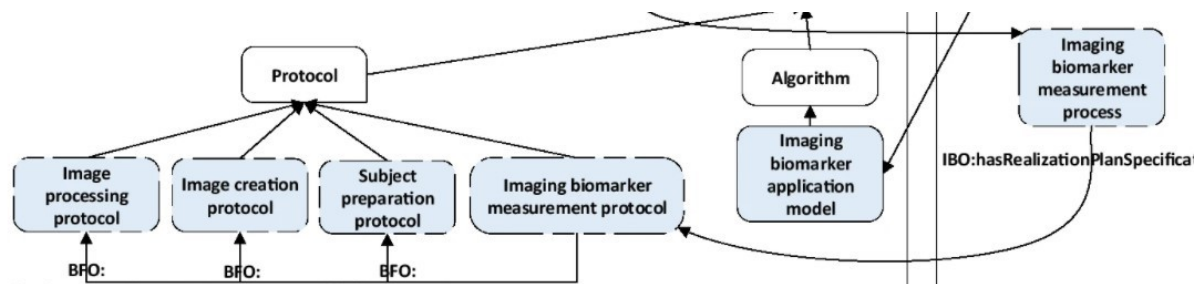 Protocol
Algorithm
Imaging
biomarker
measurement
process
Image
processing
protocol
Image creation
protocol
Subject
preparation
protocol
Imaging biomarker
measurement protocol
Imaging
biomarker
application
model
IBO:hasRealizationPlanSpecificat
BFO:
BFO:
BFO: